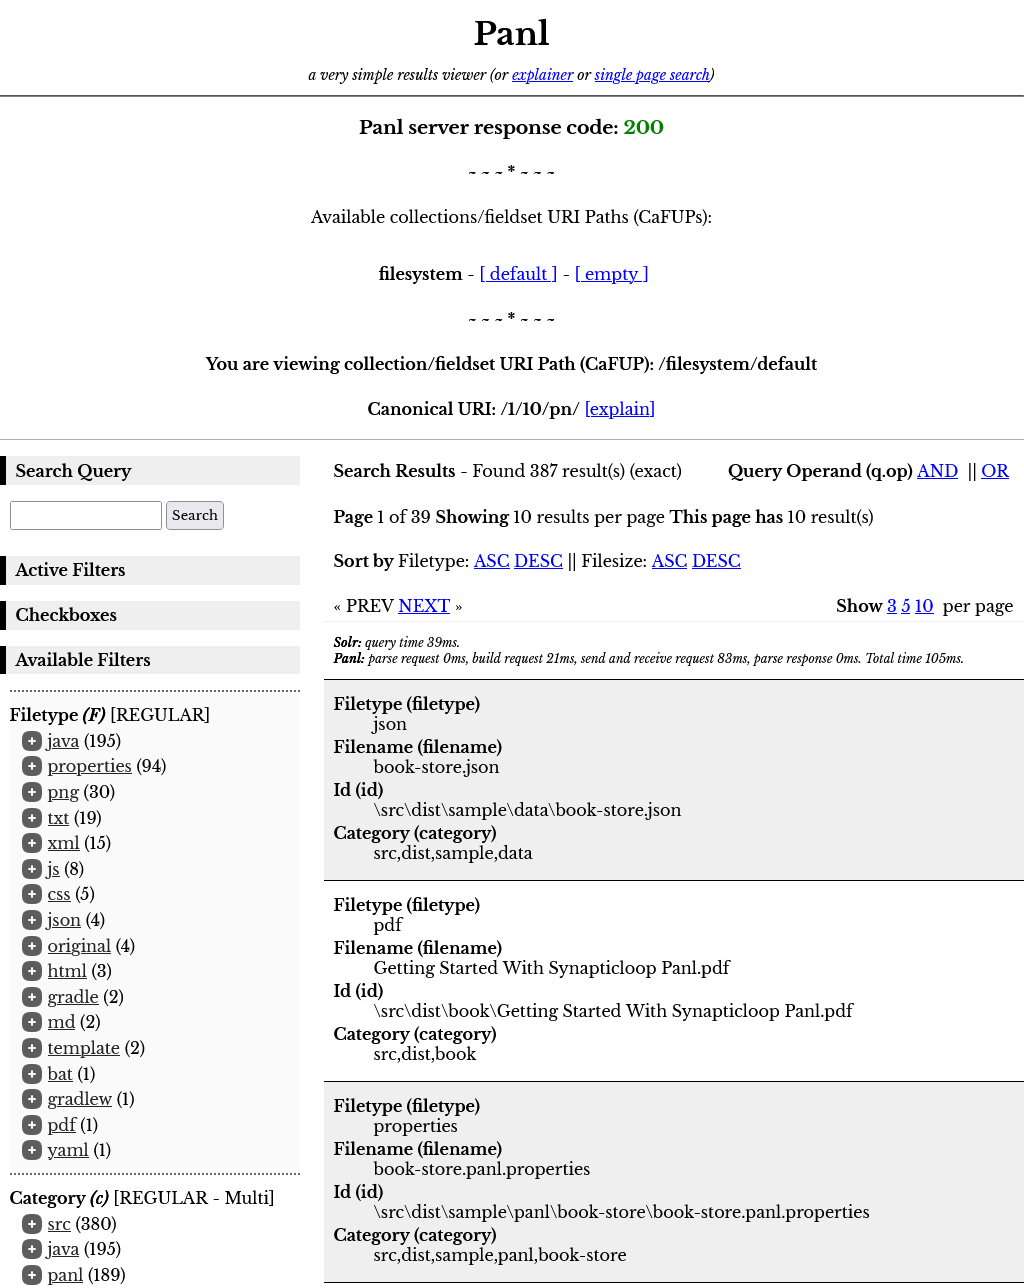 Panl
a very simple results viewer (or explainer or single page search)
Panl server response code: 200
~ ~ ~ * ~ ~ ~
Available collections/fieldset URI Paths (CaFUPs):
filesystem - [ default ] - [ empty ]
~ ~ ~ * ~ ~ ~
You are viewing collection/fieldset URI Path (CaFUP): /filesystem/default
Canonical URI: /1/10/pn/ [explain]
Search Query
Search
Active Filters
Checkboxes
Available Filters
Filetype (F) [REGULAR]
+ java (195)
+ properties (94)
+ png (30)
+ txt (19)
+ xml (15)
+ js (8)
+ css (5)
+ json (4)
+ original (4)
+ html (3)
+ gradle (2)
+ md (2)
+ template (2)
+ bat (1)
+ gradlew (1)
+ pdf (1)
+ yaml (1)
Category (c) [REGULAR - Multi]
+ src (380)
+ java (195)
+ panl (189)
Search Results - Found 387 result(s) (exact) Query Operand (q.op) AND || OR
Page 1 of 39 Showing 10 results per page This page has 10 result(s)
Sort by Filetype: ASC DESC || Filesize: ASC DESC
« PREV NEXT » Show 3 5 10 per page
Solr: query time 39ms.
Panl: parse request 0ms, build request 21ms, send and receive request 83ms, parse response 0ms. Total time 105ms.
Filetype (filetype)
json
Filename (filename)
book-store.json
Id (id)
\src\dist\sample\data\book-store.json
Category (category)
src,dist,sample,data
Filetype (filetype)
pdf
Filename (filename)
Getting Started With Synapticloop Panl.pdf
Id (id)
\src\dist\book\Getting Started With Synapticloop Panl.pdf
Category (category)
src,dist,book
Filetype (filetype)
properties
Filename (filename)
book-store.panl.properties
Id (id)
\src\dist\sample\panl\book-store\book-store.panl.properties
Category (category)
src,dist,sample,panl,book-store